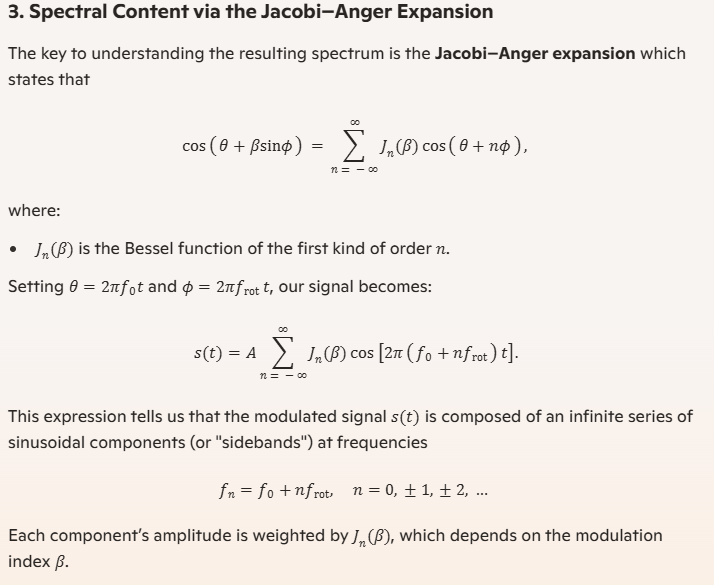 3. Spectral Content via the Jacobi–Anger Expansion
The key to understanding the resulting spectrum is the Jacobi–Anger expansion which
states that
cos(θ + βsinϕ) = ∑_{n = −∞}^{∞} J_n(β) cos(θ + nϕ),
where:
• J_n(β) is the Bessel function of the first kind of order n.
Setting θ = 2πf₀t and ϕ = 2πf_rot t, our signal becomes:
s(t) = A ∑_{n = −∞}^{∞} J_n(β) cos[2π(f₀ + nf_rot)t].
This expression tells us that the modulated signal s(t) is composed of an infinite series of
sinusoidal components (or "sidebands") at frequencies
f_n = f₀ + nf_rot, n = 0, ± 1, ± 2, ...
Each component’s amplitude is weighted by J_n(β), which depends on the modulation
index β.